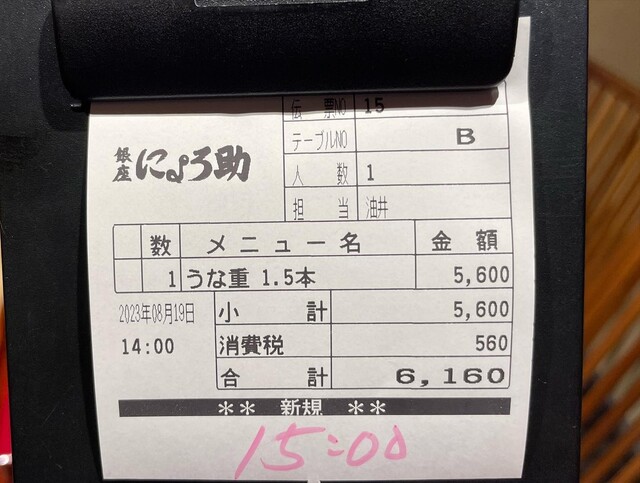 伝票NO 15
銀座 にょろ助
テーブルNO B
人数 1
担当 油井
数 メニュー名 金額
1 うな重 1.5本 5,600
2023年08月19日 小計 5,600
14:00 消費税 560
合計 6,160
** 新規 **
15:00